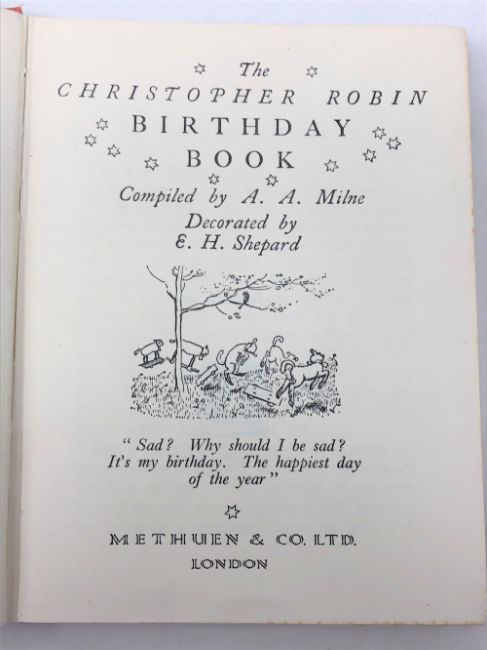 The
CHRISTOPHER ROBIN
BIRTHDAY
BOOK
Compiled by A. A. Milne
Decorated by
E. H. Shepard
“ Sad? Why should I be sad?
It's my birthday. The happiest day
of the year ”
METHUEN & CO. LTD.
LONDON